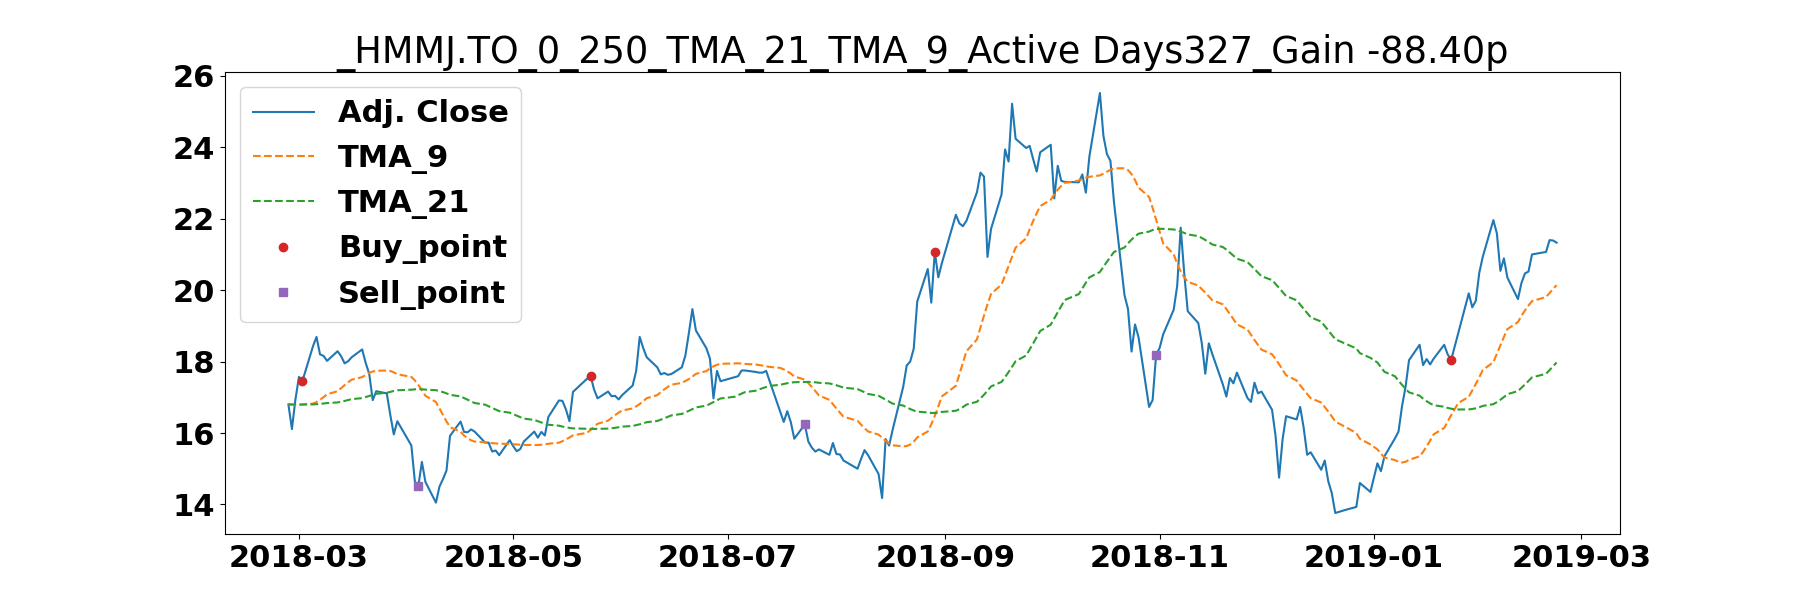 _HMMJ.TO_0_250_TMA_21_TMA_9_Active Days327_Gain -88.40p
26
24
22
20
18
16
14
Adj. Close
TMA_9
TMA_21
Buy_point
Sell_point
2018-03 2018-05 2018-07 2018-09 2018-11 2019-01 2019-03